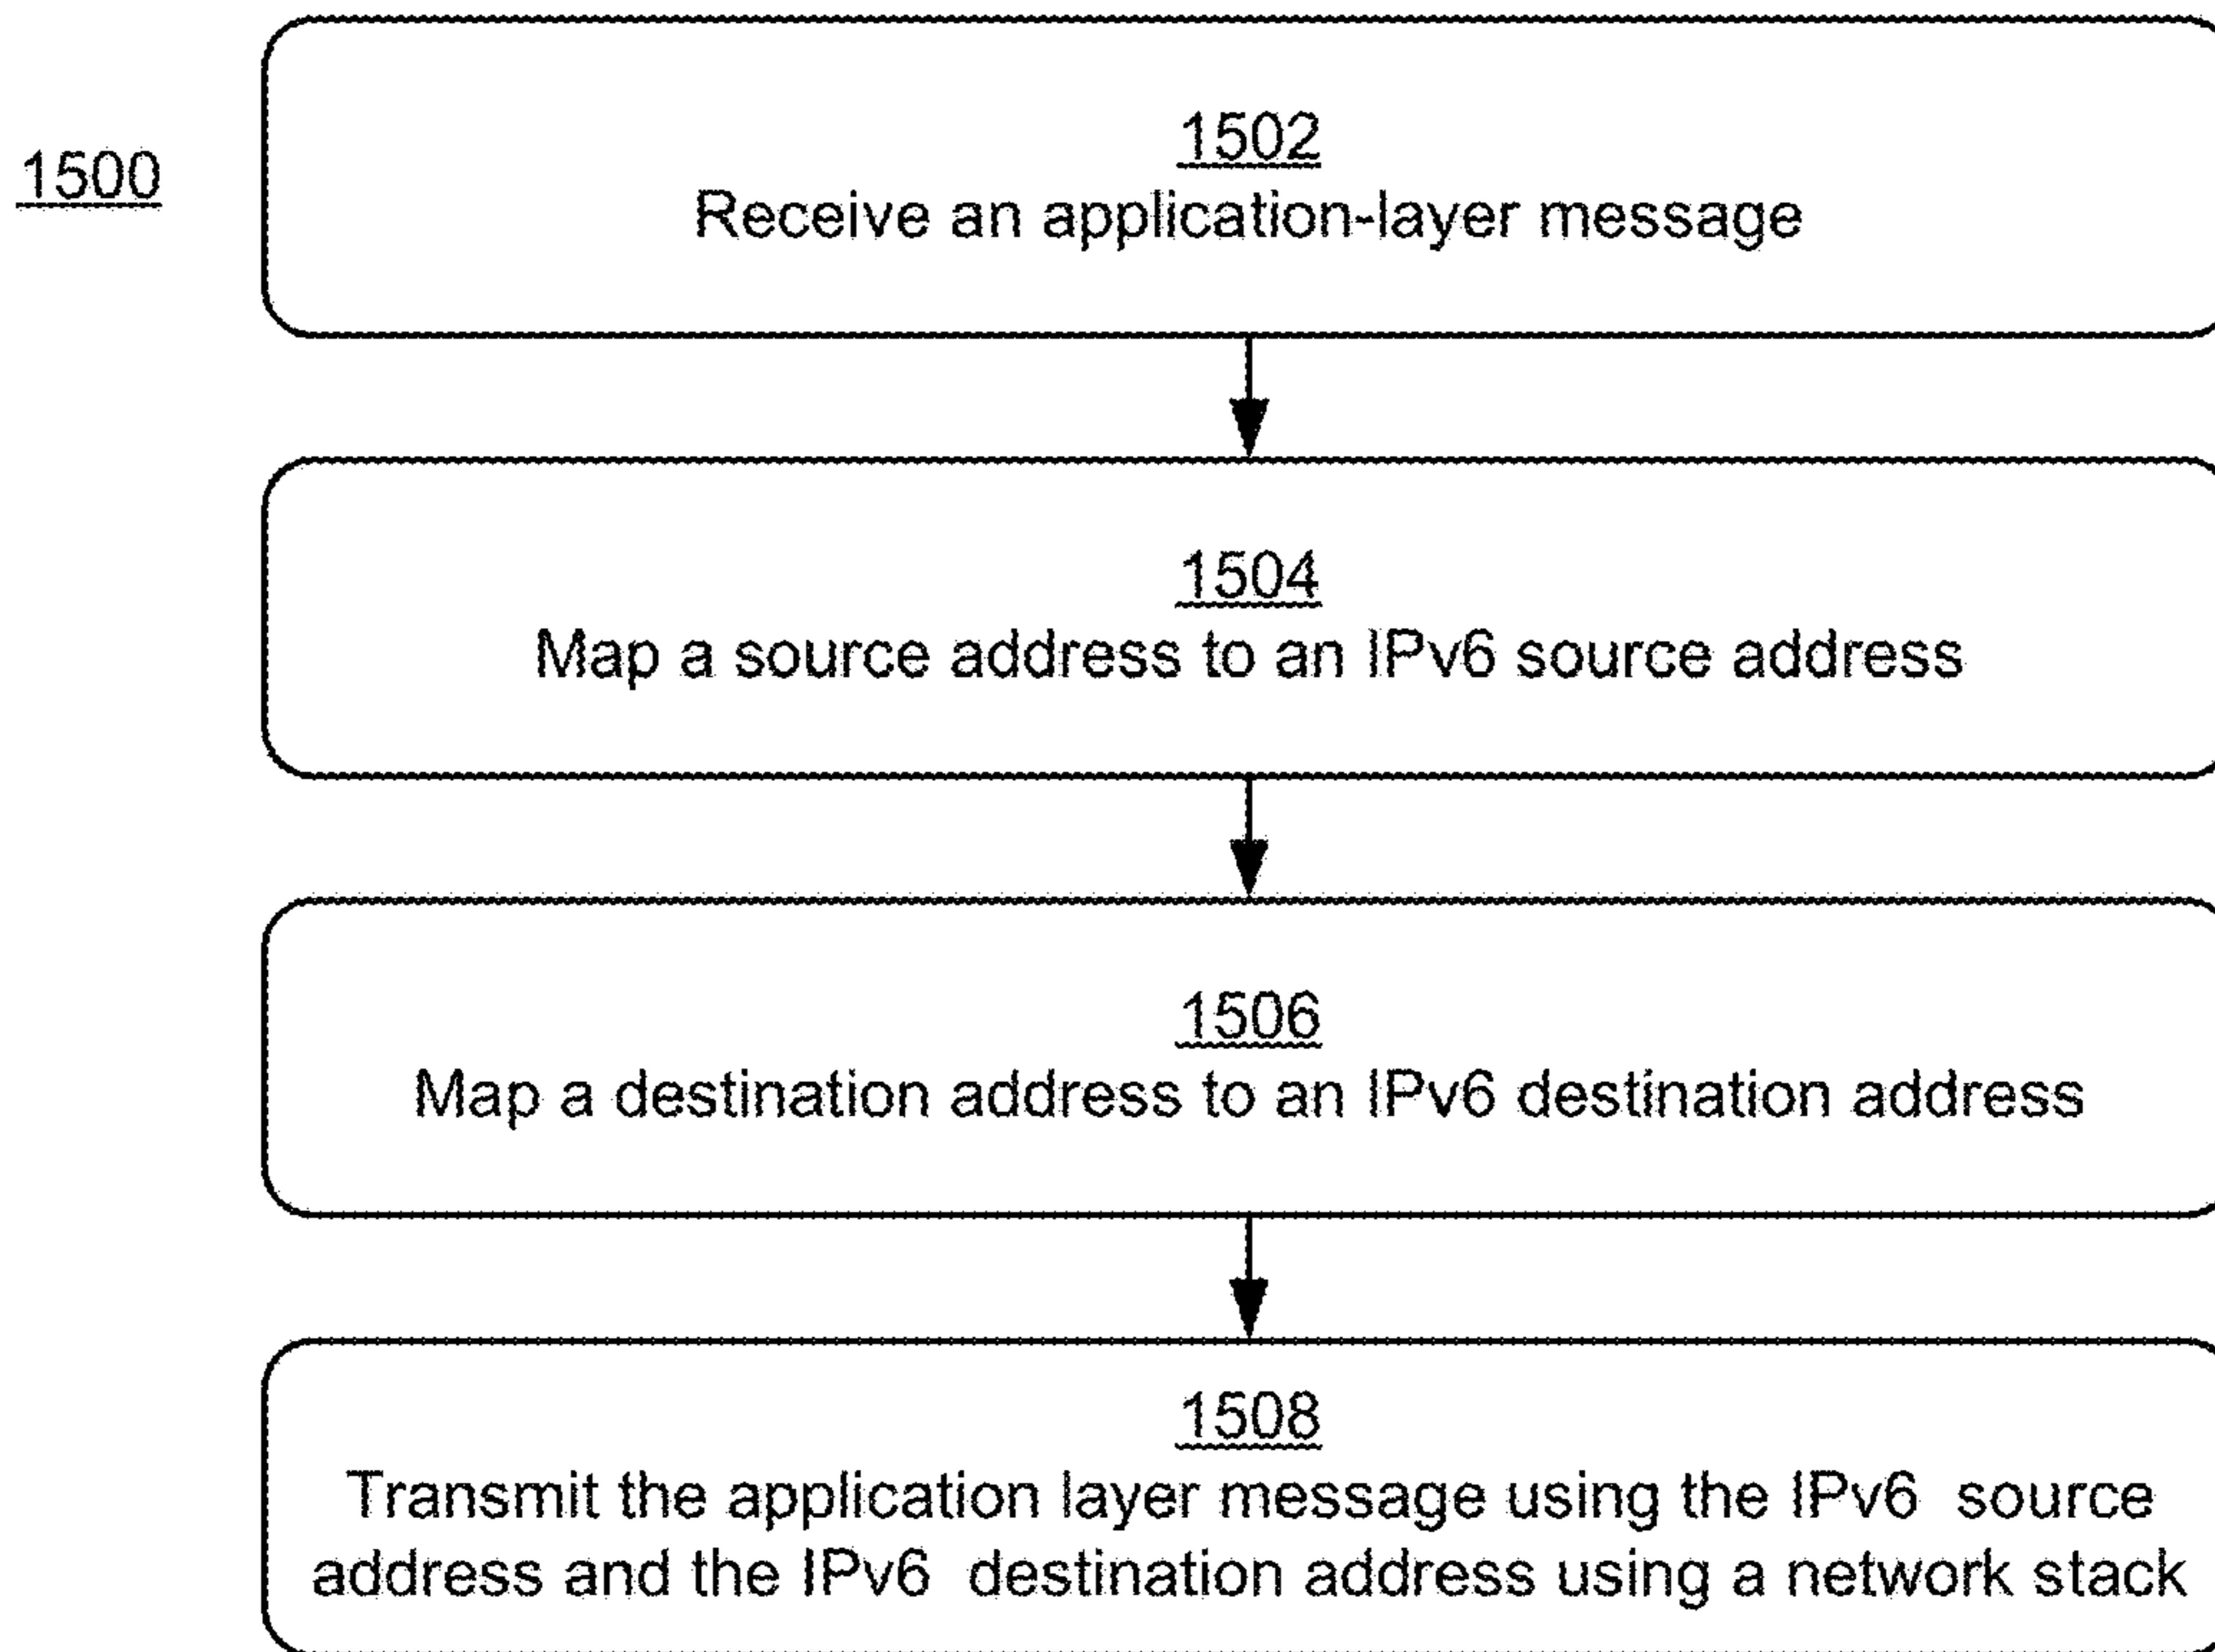 1500
1502
Receive an application-layer message
1504
Map a source address to an IPv6 source address
1506
Map a destination address to an IPv6 destination address
1508
Transmit the application layer message using the IPv6 source
address and the IPv6 destination address using a network stack